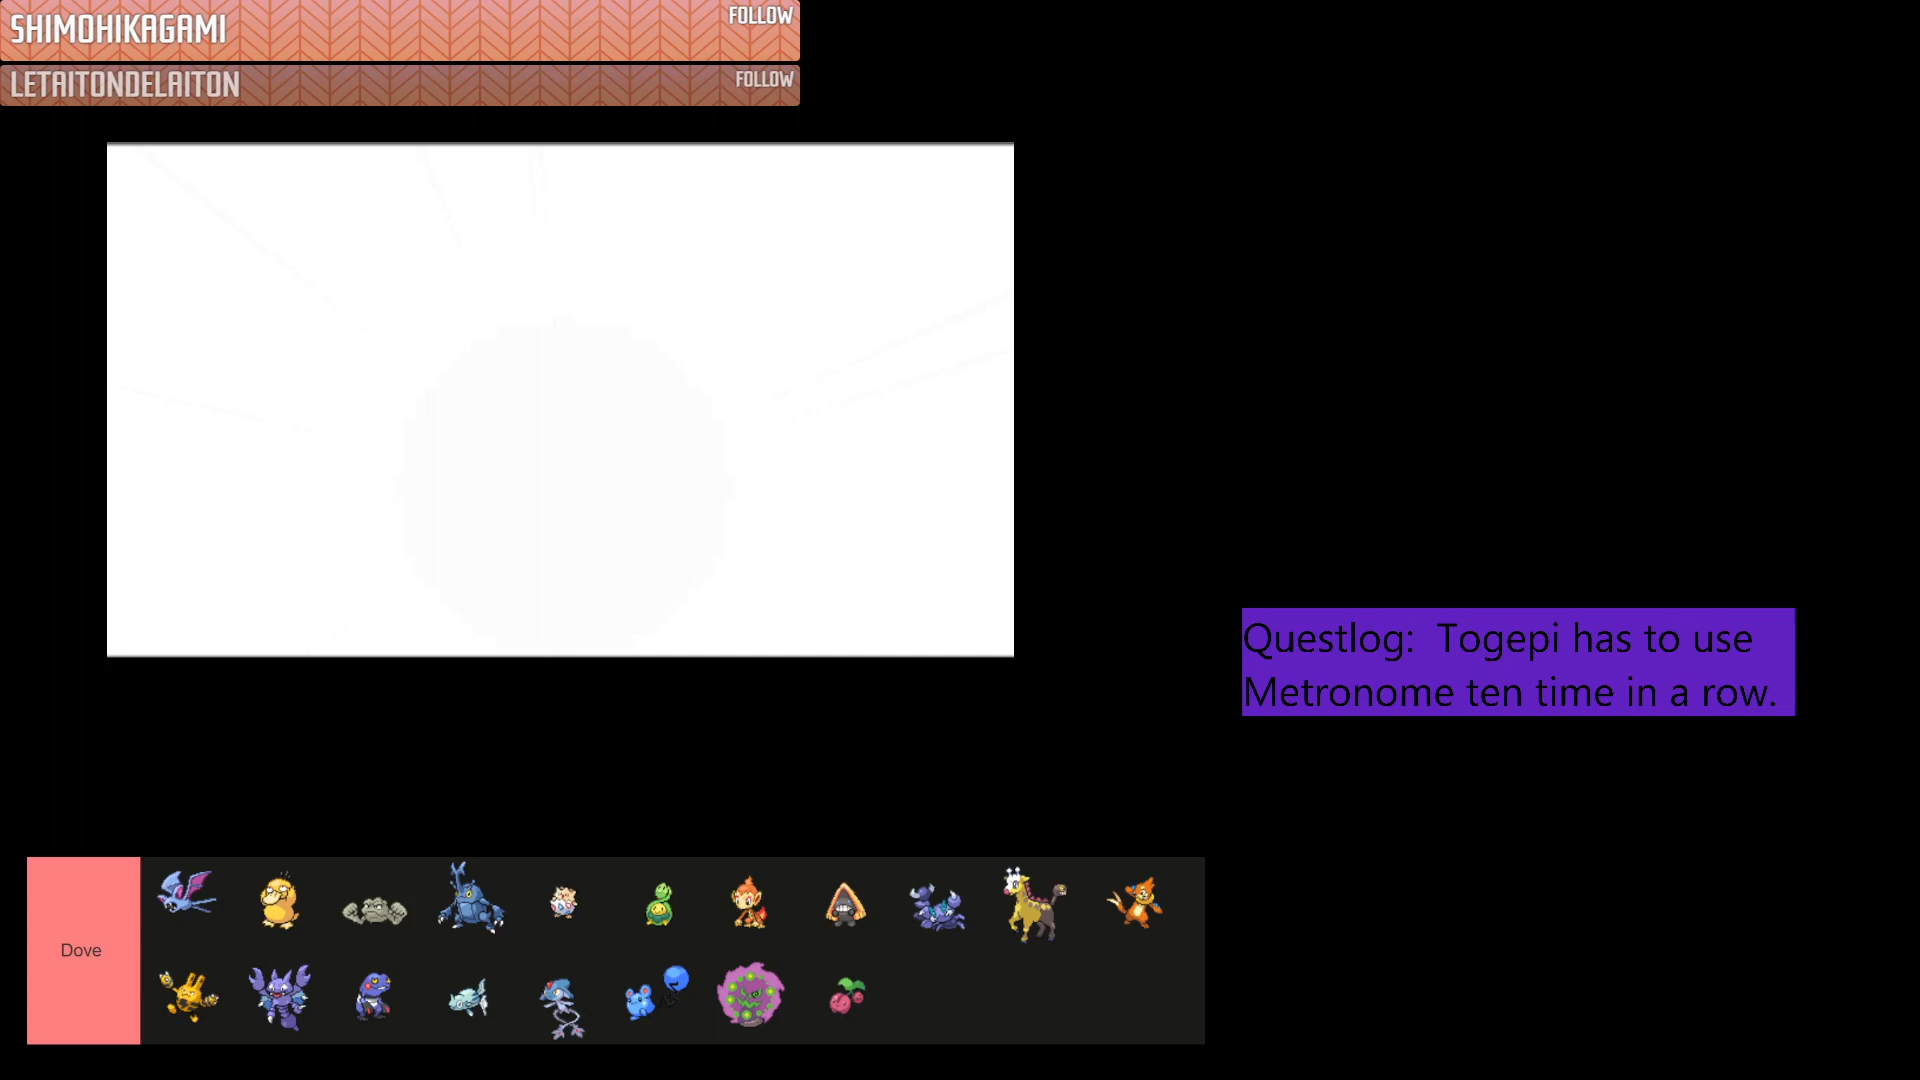 SHIMOHIKAGAMI
FOLLOW
LETAITONDELAITON
FOLLOW
Questlog:  Togepi has to use
Metronome ten time in a row.
Dove